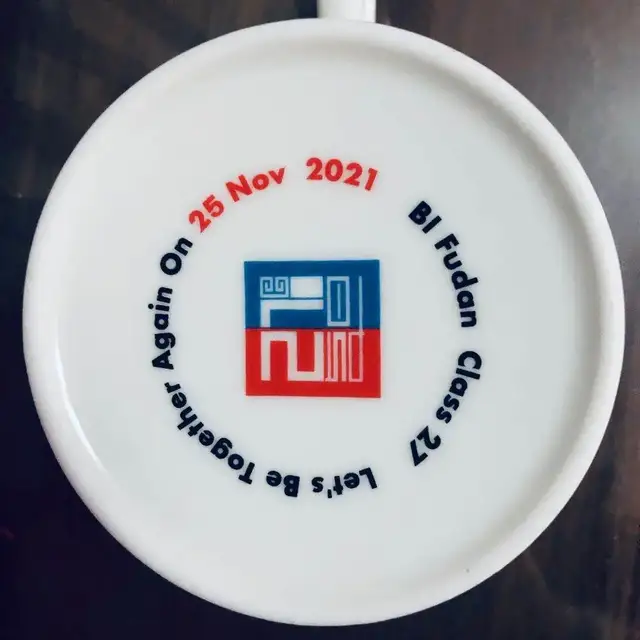 BI Fudan Class 27
Let's Be Together Again On 25 Nov 2021